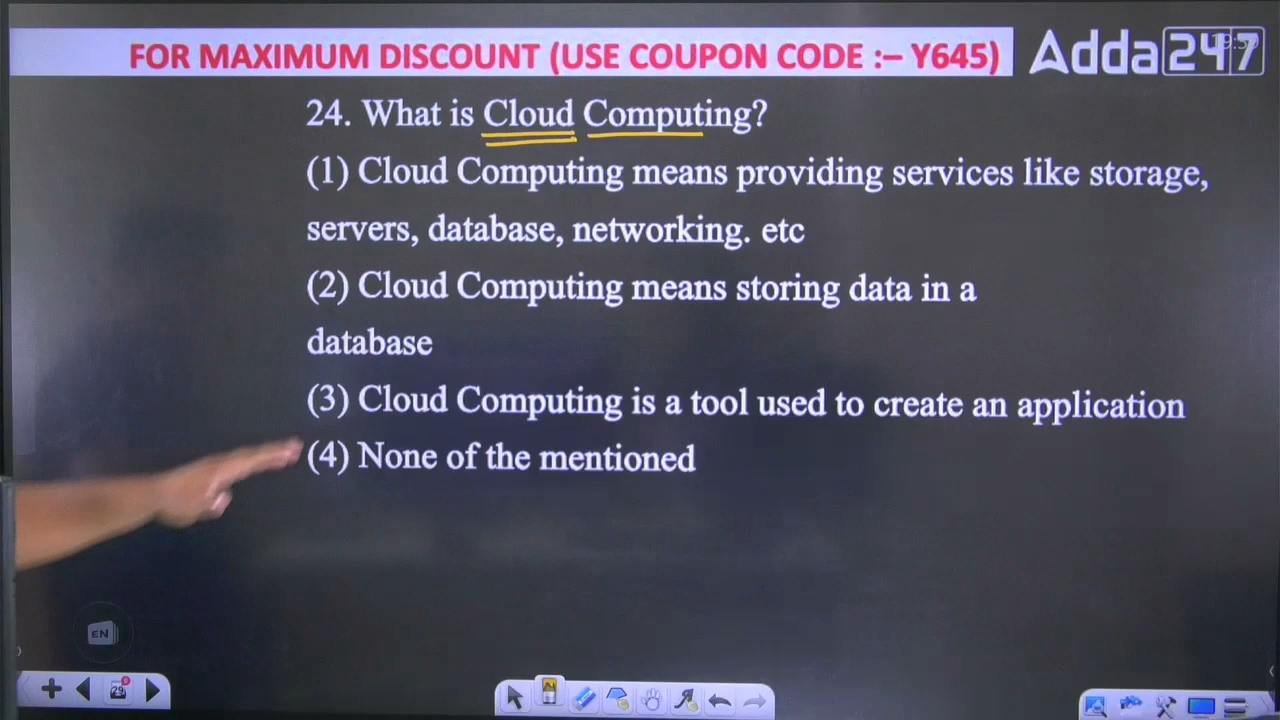 FOR MAXIMUM DISCOUNT (USE COUPON CODE :– Y645)
Adda247
24. What is Cloud Computing?
(1) Cloud Computing means providing services like storage,
servers, database, networking. etc
(2) Cloud Computing means storing data in a
database
(3) Cloud Computing is a tool used to create an application
(4) None of the mentioned
EN
29